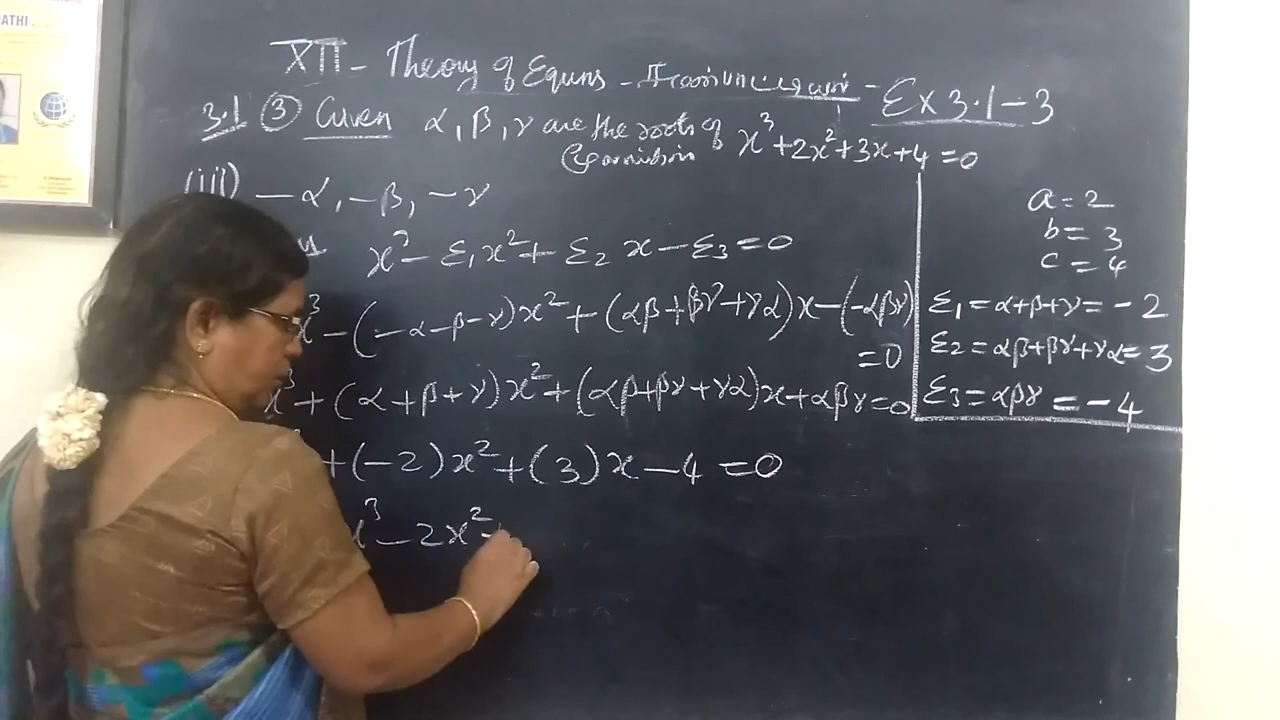 ATHI
XII - Theory of Equns - Ex 3.1-3
3.1 ③ Given α, β, γ are the roots of x³+2x²+3x+4=0
(iii) -α, -β, -γ
x³ - Σ₁x² + Σ₂ x - Σ₃ = 0
x³ - (-α-β-γ)x² + (αβ+βγ+γα)x - (-αβγ)
=0
x³ + (α+β+γ)x² + (αβ+βγ+γα)x + αβγ=0
+ (-2)x² + (3)x - 4 = 0
x³ - 2x²
a = 2
b = 3
c = 4
Σ₁ = α+β+γ = -2
Σ₂ = αβ+βγ+γα = 3
Σ₃ = αβγ = -4